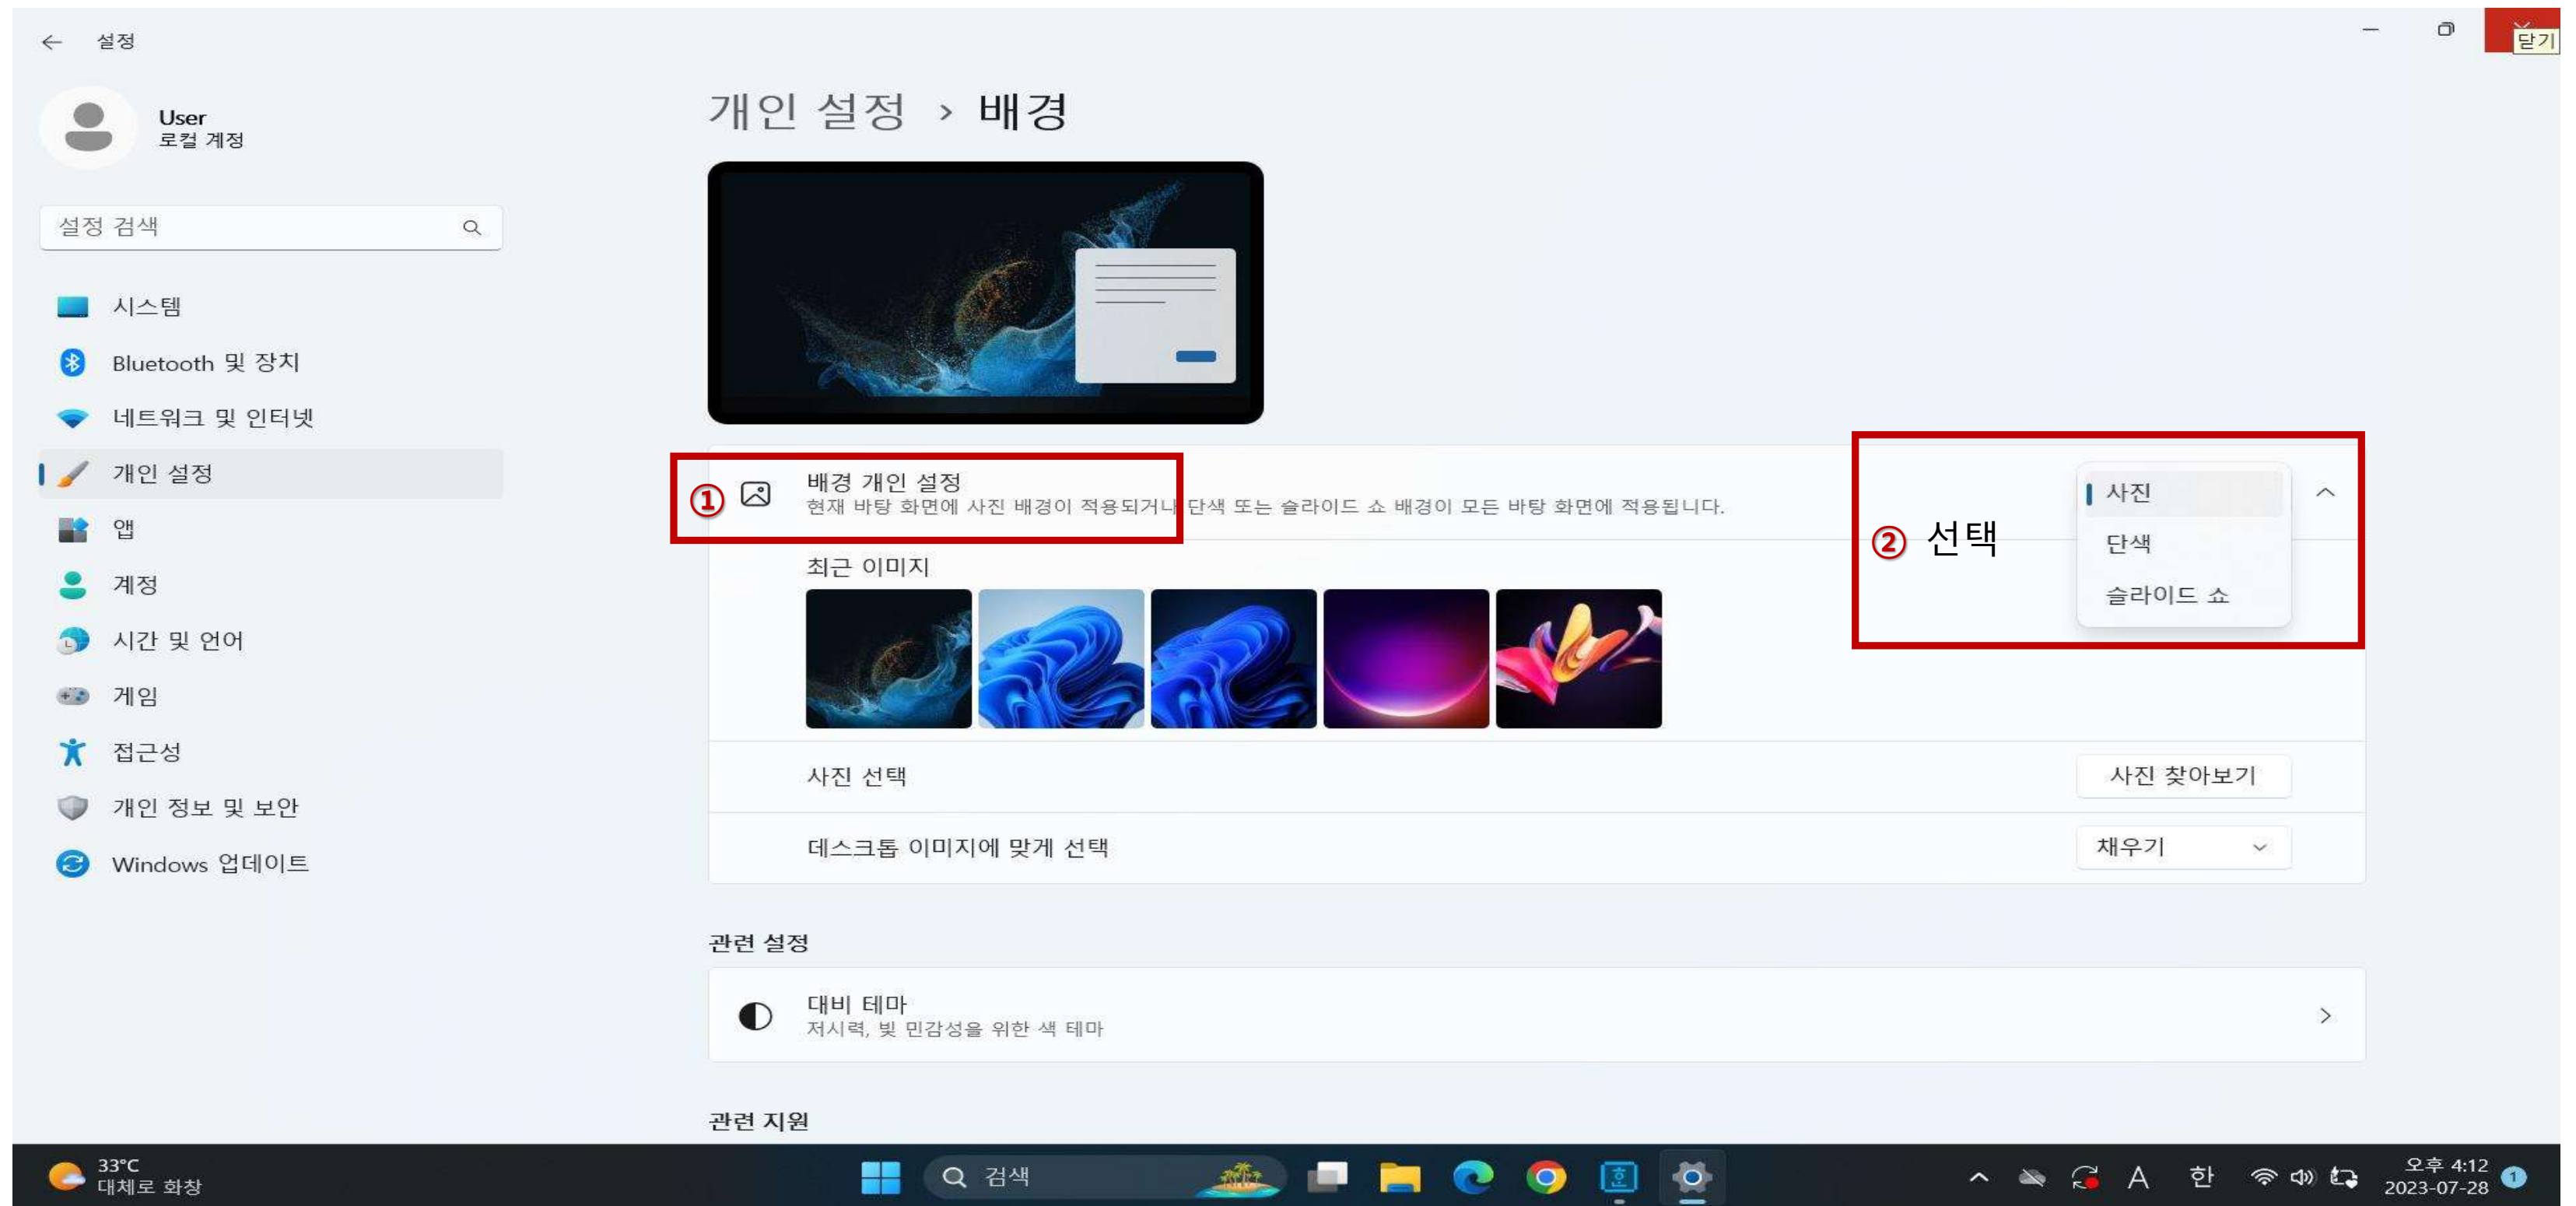 설정
닫기
User
로컬 계정
설정 검색
시스템
Bluetooth 및 장치
네트워크 및 인터넷
개인 설정
앱
계정
시간 및 언어
게임
접근성
개인 정보 및 보안
Windows 업데이트
개인 설정 > 배경
① 배경 개인 설정
현재 바탕 화면에 사진 배경이 적용되거나 단색 또는 슬라이드 쇼 배경이 모든 바탕 화면에 적용됩니다.
② 선택
사진
단색
슬라이드 쇼
최근 이미지
사진 선택
사진 찾아보기
데스크톱 이미지에 맞게 선택
채우기
관련 설정
대비 테마
저시력, 빛 민감성을 위한 색 테마
관련 지원
33°C
대체로 화창
검색
A 한
오후 4:12
2023-07-28
1